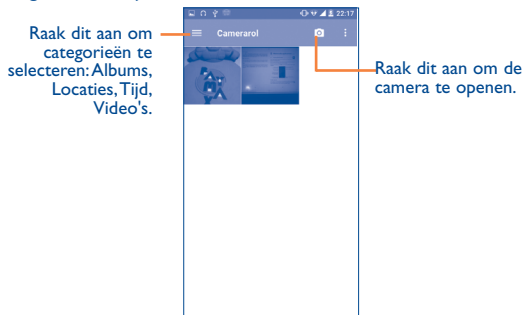 22:17
Camerarol
Raak dit aan om
categorieën te
selecteren: Albums,
Locaties, Tijd,
Video's.
Raak dit aan om de
camera te openen.